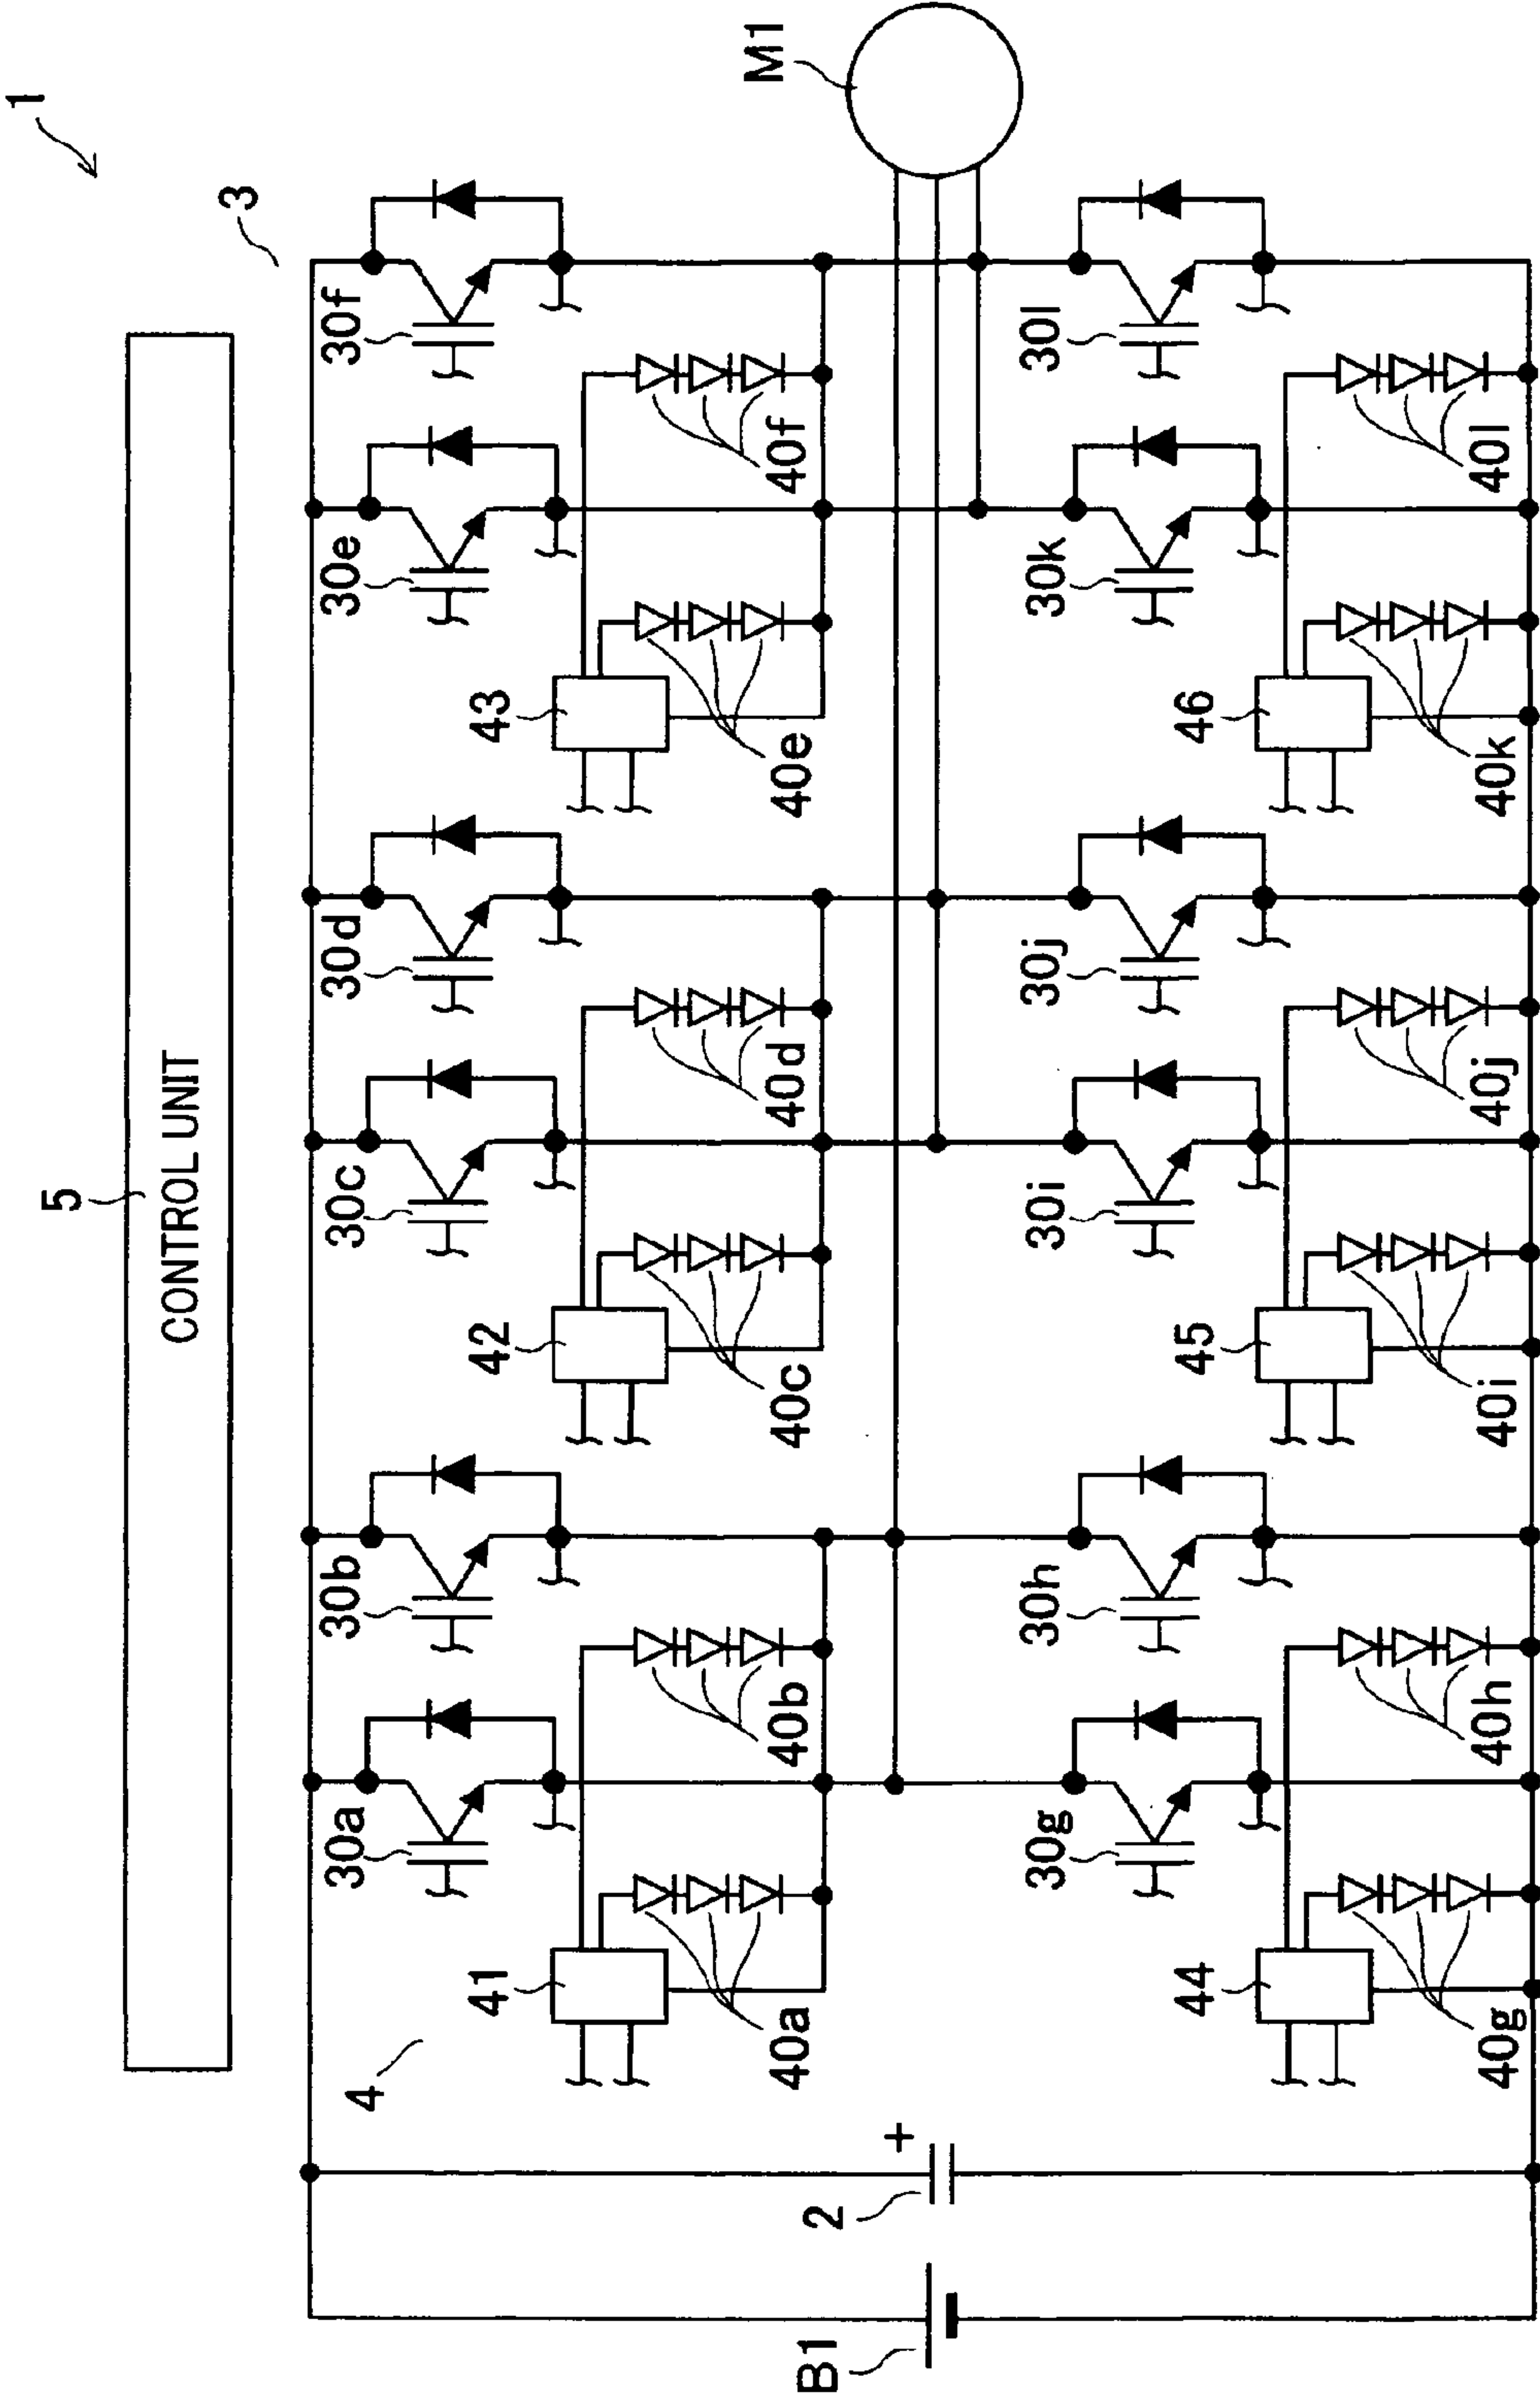 1
5
CONTROL UNIT
3
4
30a
30b
30c
30d
30e
30f
41
42
43
40a
40b
40c
40d
40e
40f
B1
2
+
M1
30g
30h
30i
30j
30k
30l
44
45
46
40g
40h
40i
40j
40k
40l